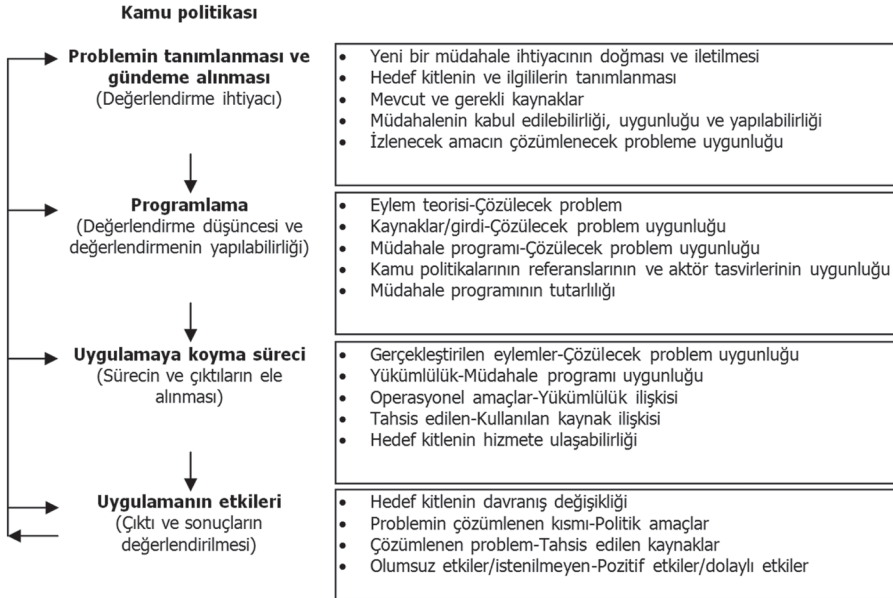 Kamu politikası
Problemin tanımlanması ve
gündeme alınması
(Değerlendirme ihtiyacı)
• Yeni bir müdahale ihtiyacının doğması ve iletilmesi
• Hedef kitlenin ve ilgililerin tanımlanması
• Mevcut ve gerekli kaynaklar
• Müdahalenin kabul edilebilirliği, uygunluğu ve yapılabilirliği
• İzlenecek amacın çözümlenecek probleme uygunluğu
Programlama
(Değerlendirme düşüncesi ve
değerlendirmenin yapılabilirliği)
• Eylem teorisi-Çözülecek problem
• Kaynaklar/girdi-Çözülecek problem uygunluğu
• Müdahale programı-Çözülecek problem uygunluğu
• Kamu politikalarının referanslarının ve aktör tasvirlerinin uygunluğu
• Müdahale programının tutarlılığı
Uygulamaya koyma süreci
(Sürecin ve çıktıların ele
alınması)
• Gerçekleştirilen eylemler-Çözülecek problem uygunluğu
• Yükümlülük-Müdahale programı uygunluğu
• Operasyonel amaçlar-Yükümlülük ilişkisi
• Tahsis edilen-Kullanılan kaynak ilişkisi
• Hedef kitlenin hizmete ulaşabilirliği
Uygulamanın etkileri
(Çıktı ve sonuçların
değerlendirilmesi)
• Hedef kitlenin davranış değişikliği
• Problemin çözümlenen kısmı-Politik amaçlar
• Çözümlenen problem-Tahsis edilen kaynaklar
• Olumsuz etkiler/istenilmeyen-Pozitif etkiler/dolaylı etkiler